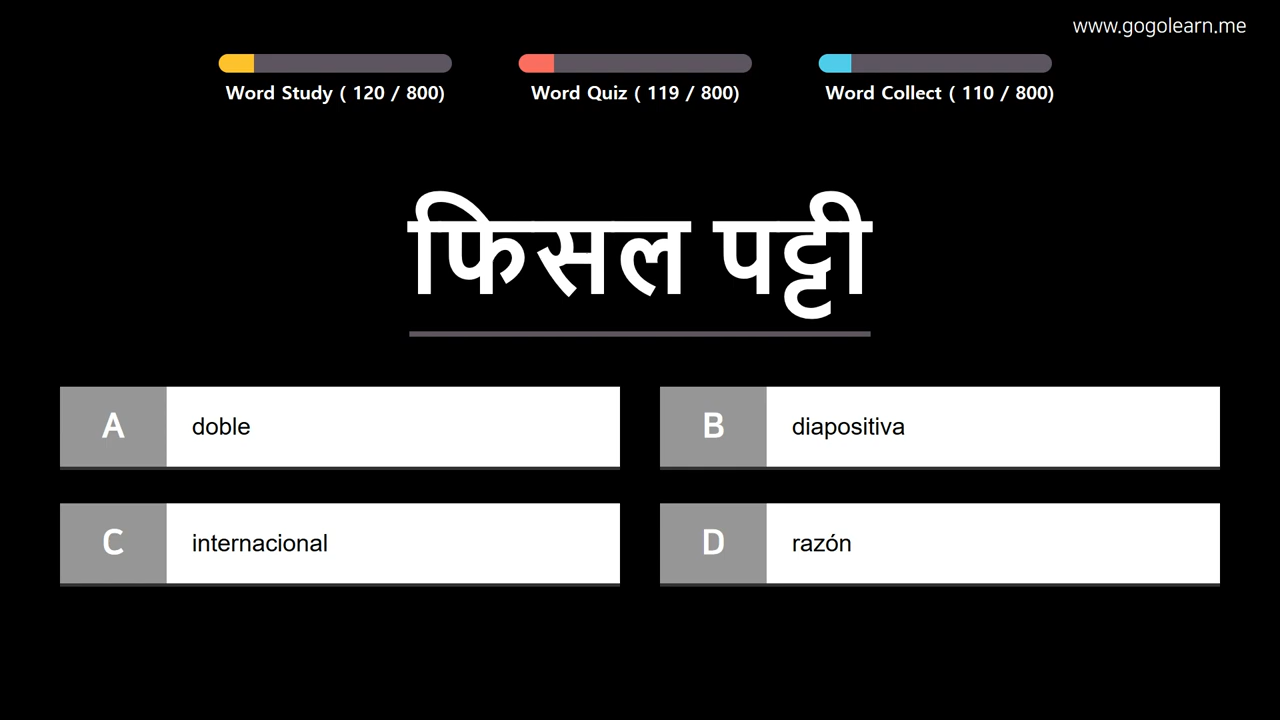 www.gogolearn.me
Word Study ( 120 / 800)
Word Quiz ( 119 / 800)
Word Collect ( 110 / 800)
फिसल पट्टी
A doble
B diapositiva
C internacional
D razón